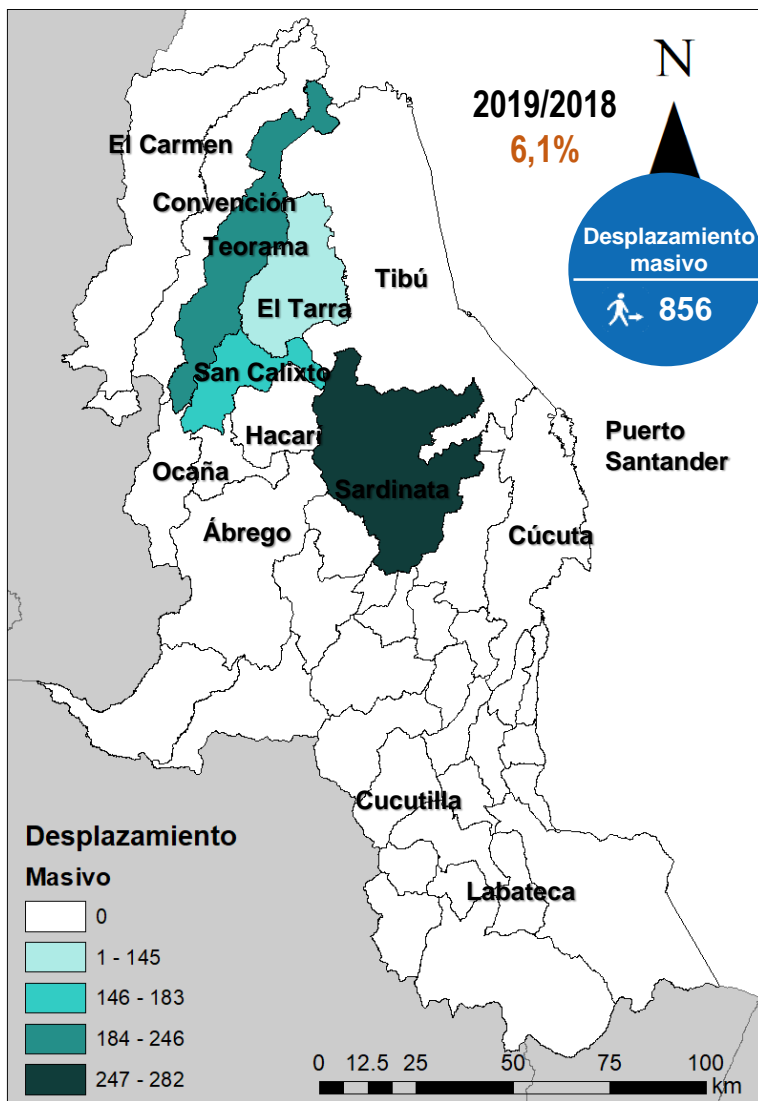 2019/2018
6,1%
N
Desplazamiento
masivo
856
El Carmen
Convención
Teorama
El Tarra
Tibú
San Calixto
Hacarí
Ocaña
Sardinata
Puerto
Santander
Ábrego
Cúcuta
Cucutilla
Labateca
Desplazamiento
Masivo
0
1 - 145
146 - 183
184 - 246
247 - 282
0 12.5 25 50 75 100
km